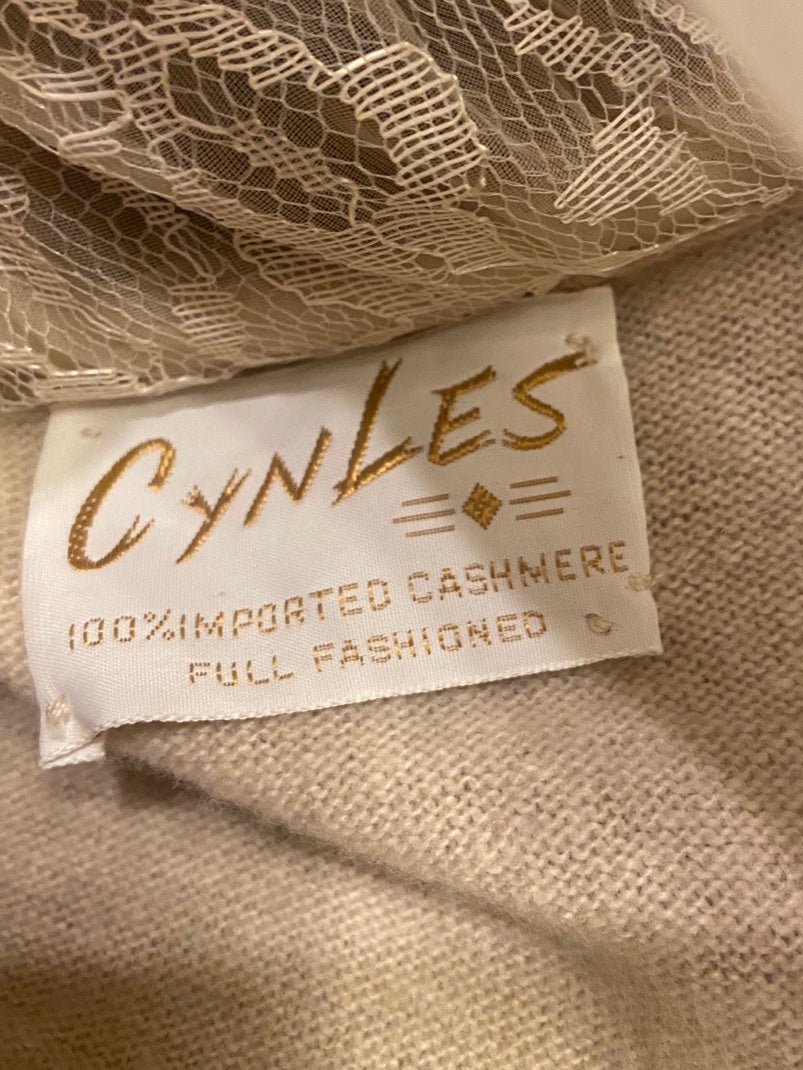 CYNLES
100% IMPORTED CASHMERE
FULL FASHIONED